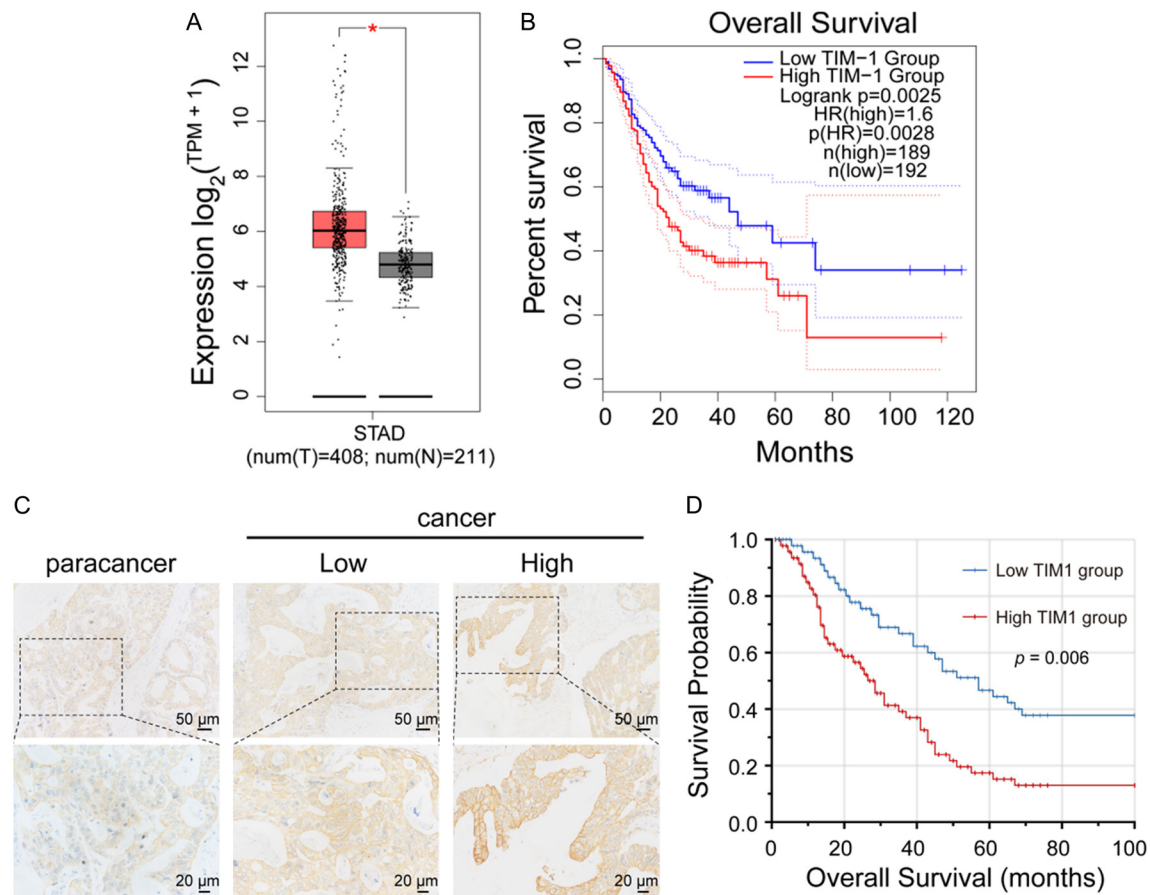 A
*
Expression log2(TPM + 1)
12
10
8
6
4
2
0
STAD
(num(T)=408; num(N)=211)
B
Overall Survival
Low TIM−1 Group
High TIM−1 Group
Logrank p=0.0025
HR(high)=1.6
p(HR)=0.0028
n(high)=189
n(low)=192
Percent survival
1.0
0.8
0.6
0.4
0.2
0.0
0 20 40 60 80 100 120
Months
C
cancer
paracancer Low High
50 µm 50 µm 50 µm
20 µm 20 µm 20 µm
D
Survival Probability
1.0
0.8
0.6
0.4
0.2
0.0
Low TIM1 group
High TIM1 group
p = 0.006
0 20 40 60 80 100
Overall Survival (months)